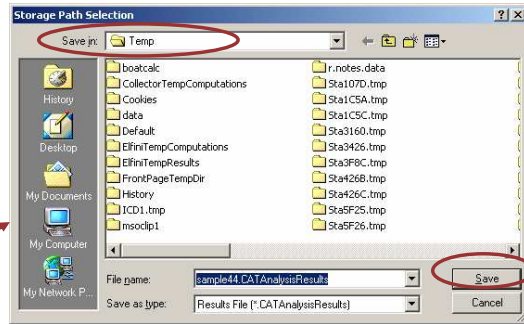 Storage Path Selection
Save in: Temp
History
Desktop
My Documents
My Computer
My Network P...
boatcalc
CollectorTempComputations
Cookies
data
Default
ElfiniTempComputations
ElfiniTempResults
FrontPageTempDir
History
ICD1.tmp
msoclip1
r.notes.data
Sta107D.tmp
Sta1C5A.tmp
Sta1C5C.tmp
Sta3160.tmp
Sta3426.tmp
Sta3F8C.tmp
Sta426B.tmp
Sta426C.tmp
Sta5F25.tmp
Sta5F26.tmp
File name: sample44.CATAnalysisResults
Save
Save as type: Results File (*.CATAnalysisResults)
Cancel